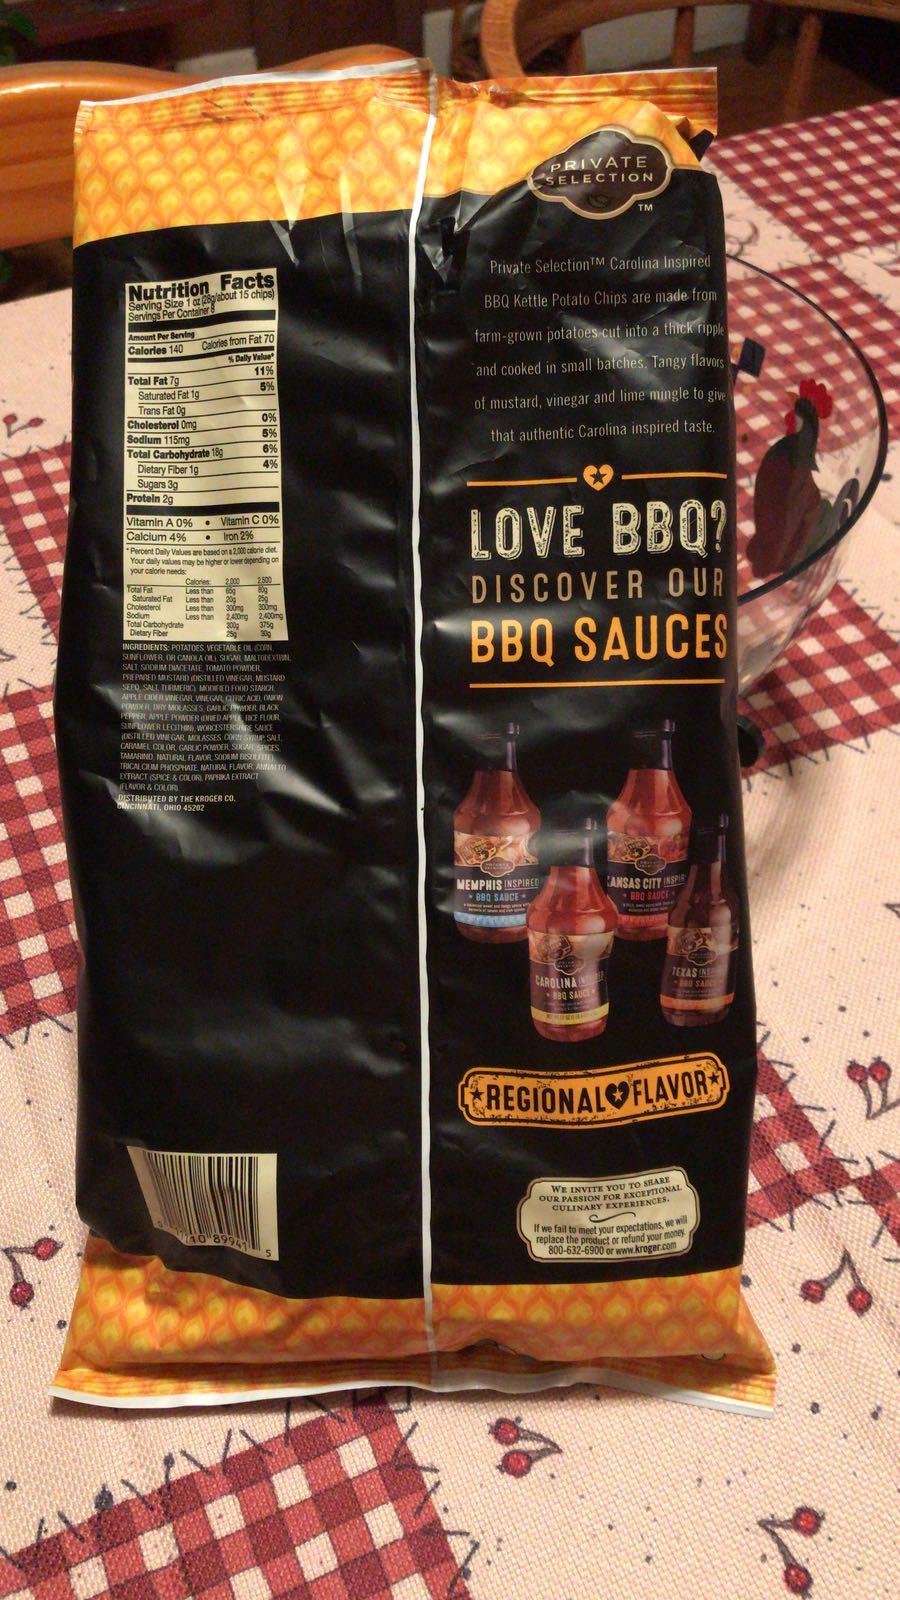 PRIVATE
SELECTION
TM
Nutrition Facts
Serving Size 1 oz (28g/about 15 chips)
Servings Per Container 8
Amount Per Serving
Calories 140 Calories from Fat 70
% Daily Value*
Total Fat 7g 11%
Saturated Fat 1g 5%
Trans Fat 0g
Cholesterol 0mg 0%
Sodium 115mg 5%
Total Carbohydrate 18g 6%
Dietary Fiber 1g 4%
Sugars 3g
Protein 2g
Vitamin A 0% • Vitamin C 0%
Calcium 4% • Iron 2%
* Percent Daily Values are based on a 2,000 calorie diet.
Your daily values may be higher or lower depending on
your calorie needs:
Calories: 2,000 2,500
Total Fat Less than 65g 80g
Saturated Fat Less than 20g 25g
Cholesterol Less than 300mg 300mg
Sodium Less than 2,400mg 2,400mg
Total Carbohydrate 300g 375g
Dietary Fiber 25g 30g
INGREDIENTS: POTATOES, VEGETABLE OIL (CORN,
SUNFLOWER, OR CANOLA OIL), SUGAR, MALTODEXTRIN,
SALT, SODIUM DIACETATE, TOMATO POWDER,
PREPARED MUSTARD (DISTILLED VINEGAR, MUSTARD
SEED, SALT, TURMERIC), MODIFIED FOOD STARCH,
APPLE CIDER VINEGAR, VINEGAR, CITRIC ACID, ONION
POWDER, DRY MOLASSES, GARLIC POWDER, BLACK
PEPPER, APPLE POWDER (DRIED APPLE, RICE FLOUR,
SUNFLOWER LECITHIN), WORCESTERSHIRE SAUCE
(DISTILLED VINEGAR, MOLASSES, CORN SYRUP, SALT,
CARAMEL COLOR, GARLIC POWDER, SUGAR, SPICES,
TAMARIND, NATURAL FLAVOR, SODIUM BISULFITE),
TRICALCIUM PHOSPHATE, NATURAL FLAVOR, ANNATTO
EXTRACT (SPICE & COLOR), PAPRIKA EXTRACT
(FLAVOR & COLOR).
DISTRIBUTED BY THE KROGER CO.
CINCINNATI, OHIO 45202
89941 5
Private Selection™ Carolina Inspired
BBQ Kettle Potato Chips are made from
farm-grown potatoes cut into a thick ripple
and cooked in small batches. Tangy flavors
of mustard, vinegar and lime mingle to give
that authentic Carolina inspired taste.
LOVE BBQ?
DISCOVER OUR
BBQ SAUCES
MEMPHIS INSPIRED
BBQ SAUCE
KANSAS CITY INSPIR
BBQ SAUCE
CAROLINA INSPIRED
BBQ SAUCE
TEXAS INSPI
BBQ SAUC
REGIONAL FLAVOR
WE INVITE YOU TO SHARE
OUR PASSION FOR EXCEPTIONAL
CULINARY EXPERIENCES.
If we fail to meet your expectations, we will
replace the product or refund your money.
800-632-6900 or www.kroger.com